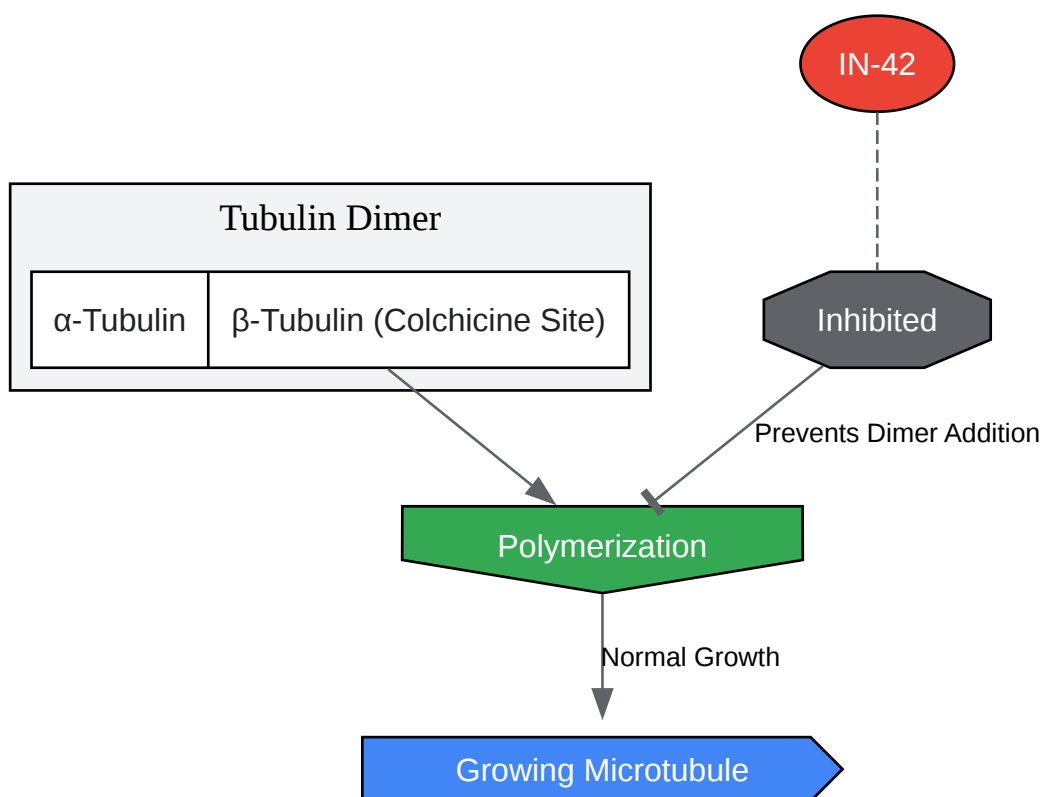 IN-42
Tubulin Dimer
α-Tubulin
β-Tubulin (Colchicine Site)
Inhibited
Prevents Dimer Addition
Polymerization
Normal Growth
Growing Microtubule